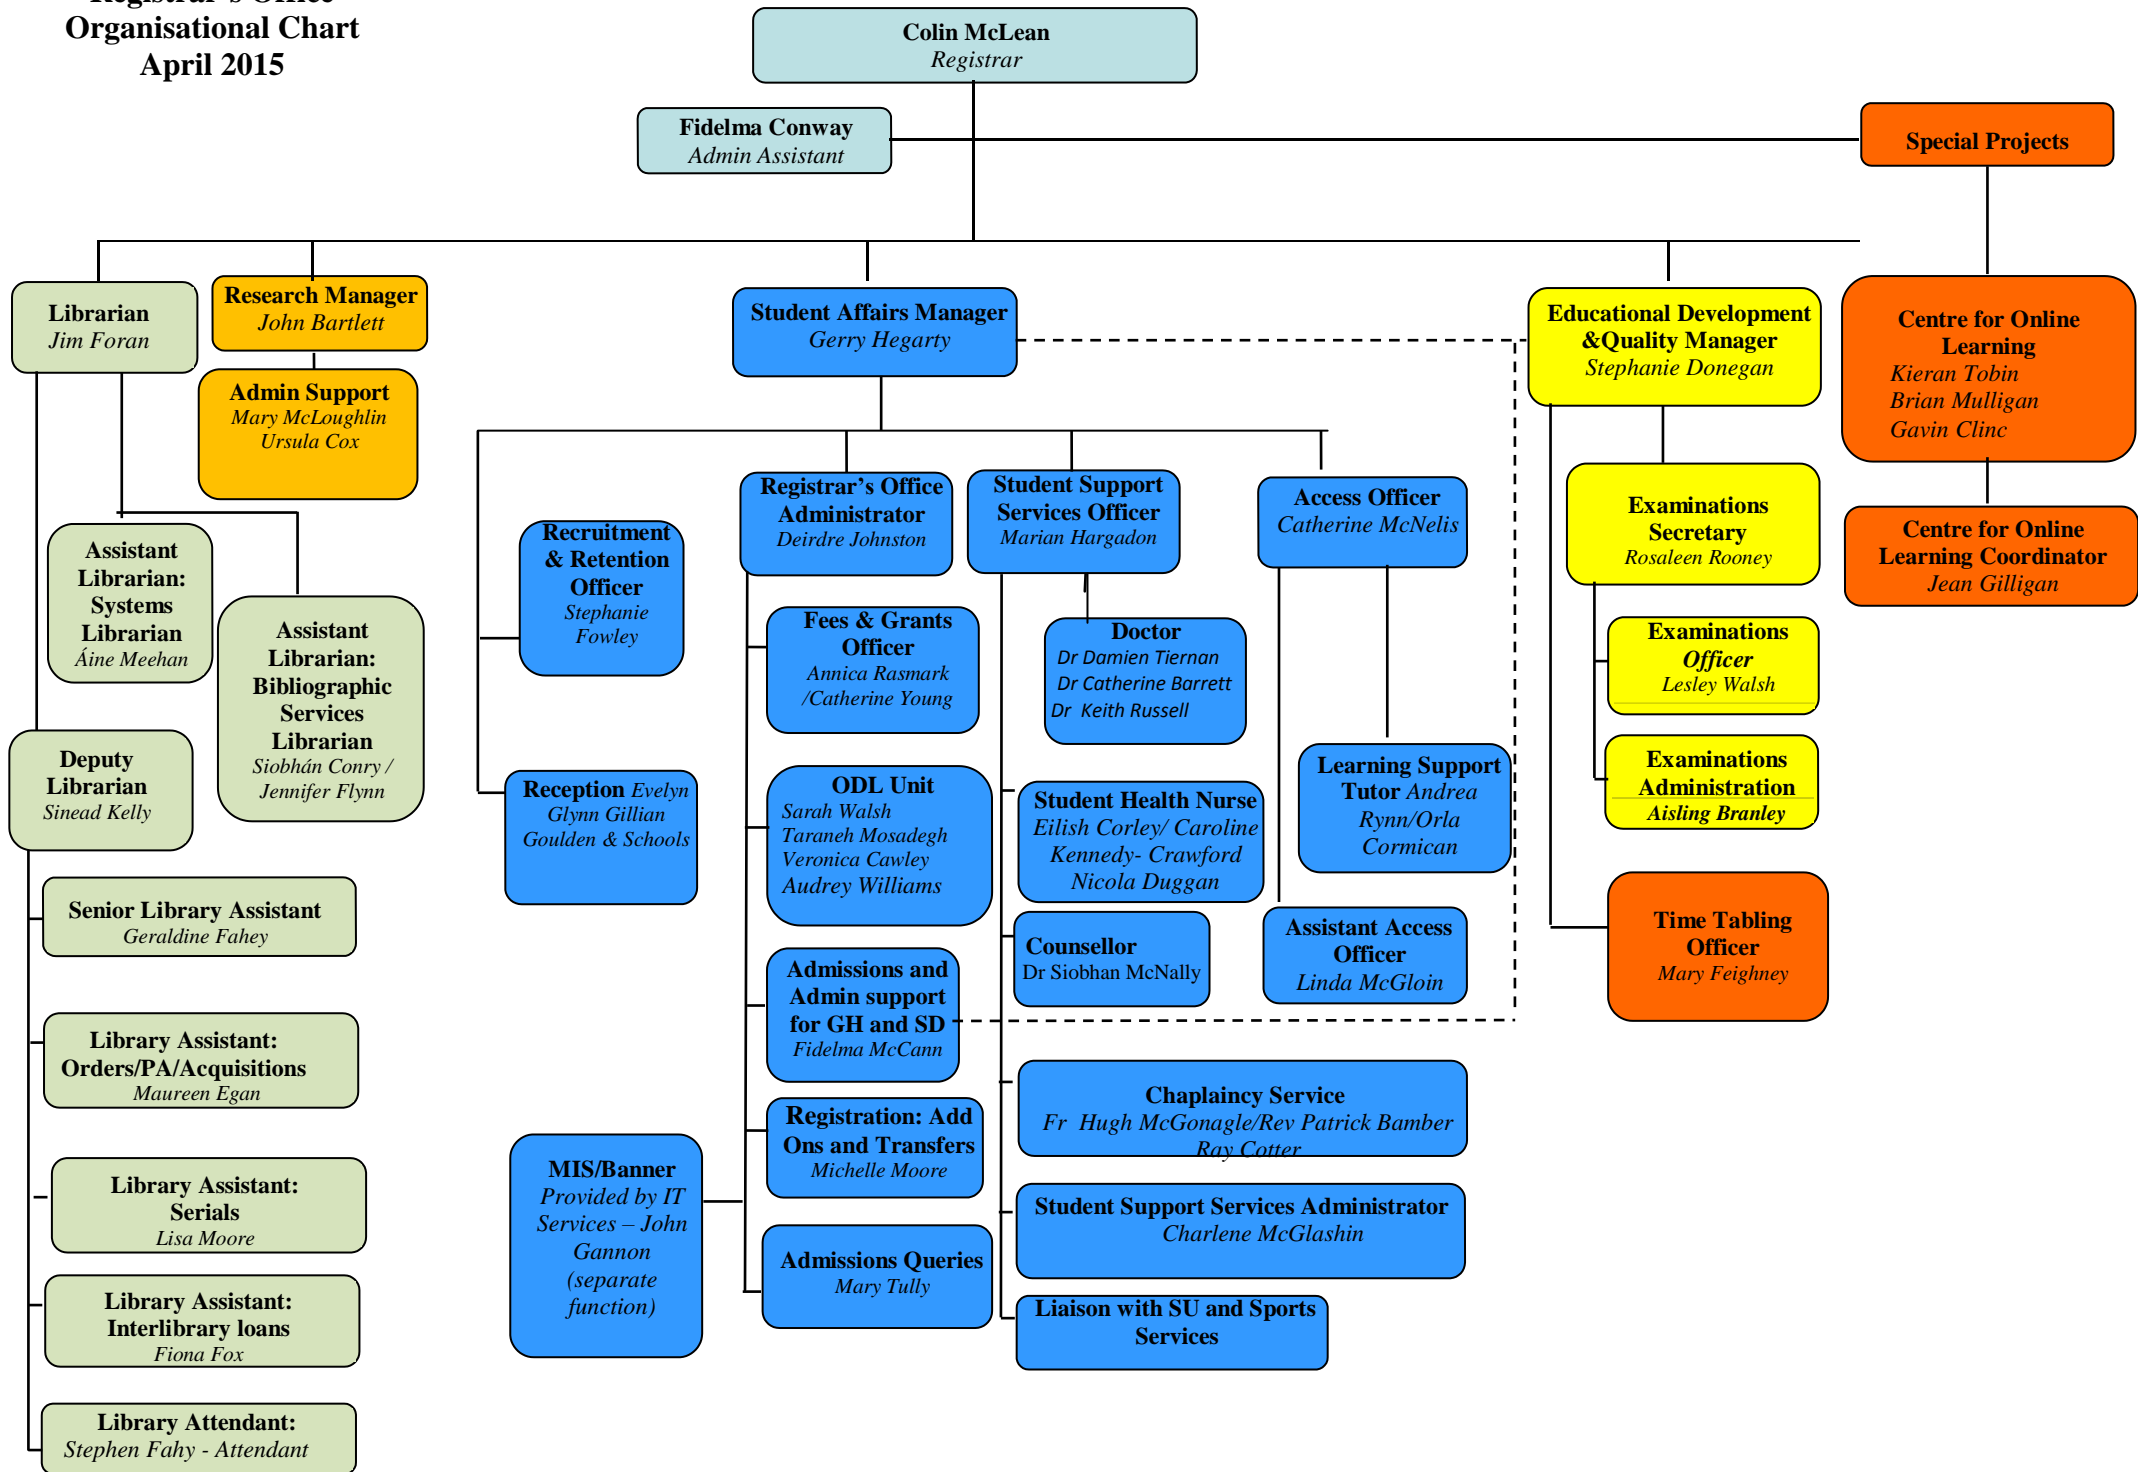 Registrar's Office
Organisational Chart
April 2015
Colin McLean
Registrar
Fidelma Conway
Admin Assistant
Special Projects
Librarian
Jim Foran
Research Manager
John Bartlett
Admin Support
Mary McLoughlin
Ursula Cox
Student Affairs Manager
Gerry Hegarty
Educational Development
&Quality Manager
Stephanie Donegan
Centre for Online
Learning
Kieran Tobin
Brian Mulligan
Gavin Clinc
Centre for Online
Learning Coordinator
Jean Gilligan
Assistant
Librarian:
Systems
Librarian
Áine Meehan
Assistant
Librarian:
Bibliographic
Services
Librarian
Siobhán Conry /
Jennifer Flynn
Deputy
Librarian
Sinead Kelly
Senior Library Assistant
Geraldine Fahey
Library Assistant:
Orders/PA/Acquisitions
Maureen Egan
Library Assistant:
Serials
Lisa Moore
Library Assistant:
Interlibrary loans
Fiona Fox
Library Attendant:
Stephen Fahy - Attendant
Recruitment
& Retention
Officer
Stephanie
Fowley
Reception Evelyn
Glynn Gillian
Goulden & Schools
MIS/Banner
Provided by IT
Services – John
Gannon
(separate
function)
Registrar's Office
Administrator
Deirdre Johnston
Fees & Grants
Officer
Annica Rasmark
/Catherine Young
ODL Unit
Sarah Walsh
Taraneh Mosadegh
Veronica Cawley
Audrey Williams
Admissions and
Admin support
for GH and SD
Fidelma McCann
Registration: Add
Ons and Transfers
Michelle Moore
Admissions Queries
Mary Tully
Student Support
Services Officer
Marian Hargadon
Doctor
Dr Damien Tiernan
Dr Catherine Barrett
Dr Keith Russell
Student Health Nurse
Eilish Corley/ Caroline
Kennedy- Crawford
Nicola Duggan
Counsellor
Dr Siobhan McNally
Chaplaincy Service
Fr Hugh McGonagle/Rev Patrick Bamber
Ray Cotter
Student Support Services Administrator
Charlene McGlashin
Liaison with SU and Sports
Services
Access Officer
Catherine McNelis
Learning Support
Tutor Andrea
Rynn/Orla
Cormican
Assistant Access
Officer
Linda McGloin
Examinations
Secretary
Rosaleen Rooney
Examinations
Officer
Lesley Walsh
Examinations
Administration
Aisling Branley
Time Tabling
Officer
Mary Feighney